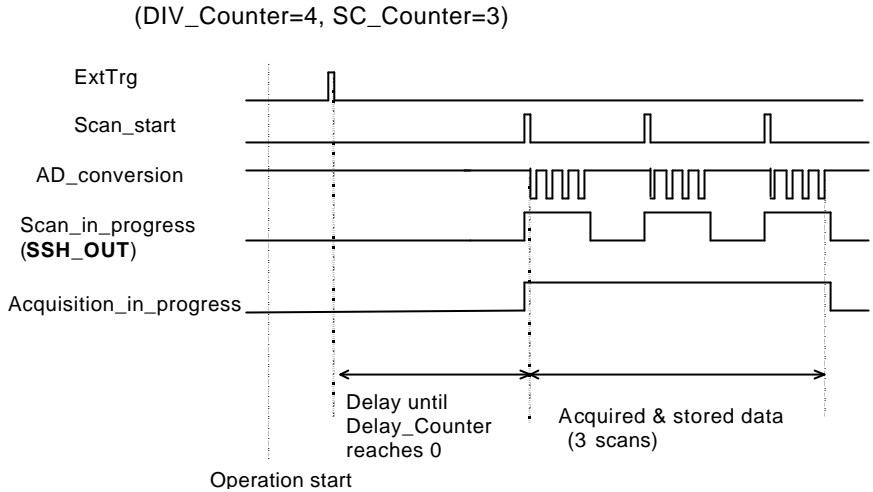 (DIV_Counter=4, SC_Counter=3)
ExtTrg
Scan_start
AD_conversion
Scan_in_progress
(SSH_OUT)
Acquisition_in_progress
Delay until
Delay_Counter
reaches 0
Acquired & stored data
(3 scans)
Operation start